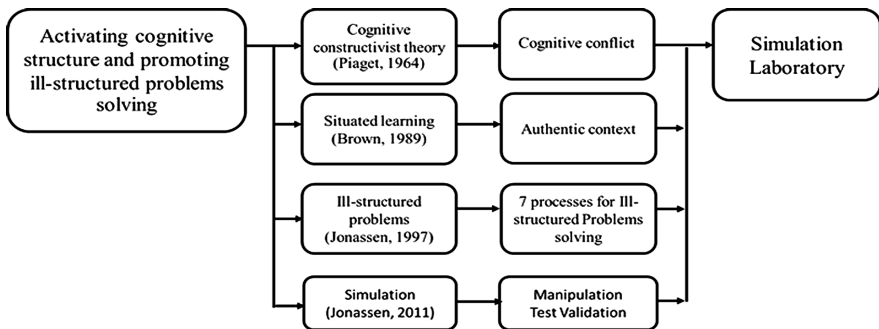 Activating cognitive
structure and promoting
ill-structured problems
solving
Cognitive
constructivist theory
(Piaget, 1964)
Cognitive conflict
Simulation
Laboratory
Situated learning
(Brown, 1989)
Authentic context
Ill-structured
problems
(Jonassen, 1997)
7 processes for Ill-
structured Problems
solving
Simulation
(Jonassen, 2011)
Manipulation
Test Validation